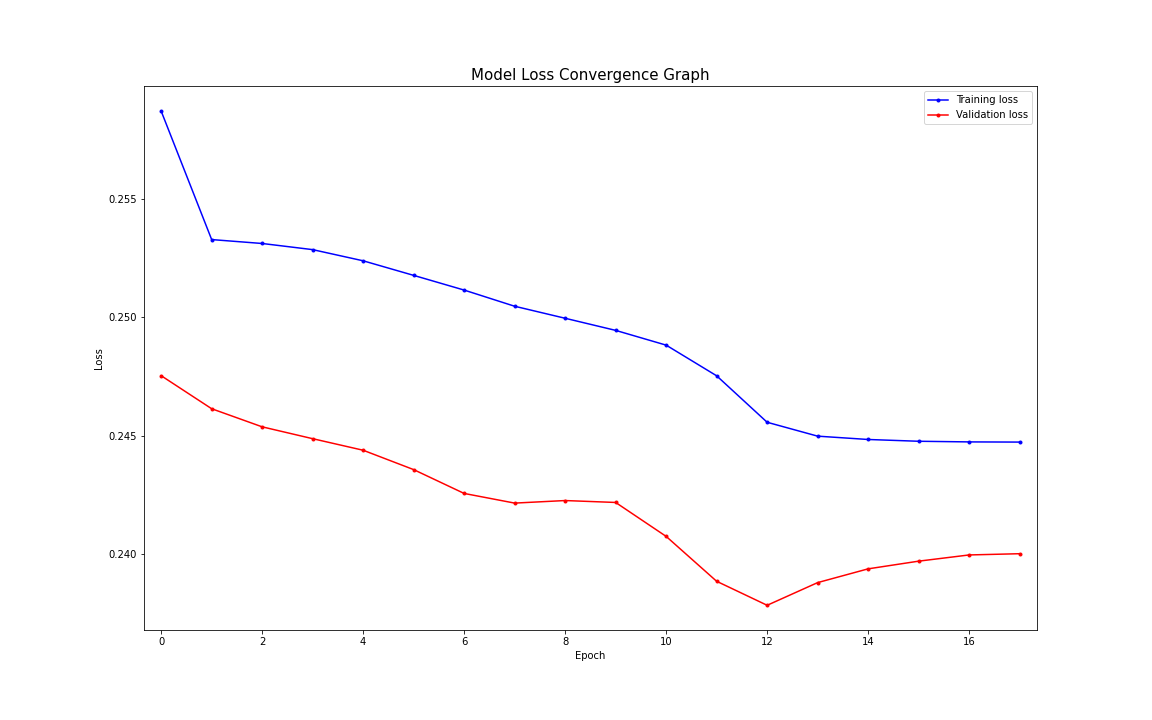 Model Loss Convergence Graph
Training loss
Validation loss
0.255
0.250
0.245
0.240
Loss
0 2 4 6 8 10 12 14 16
Epoch